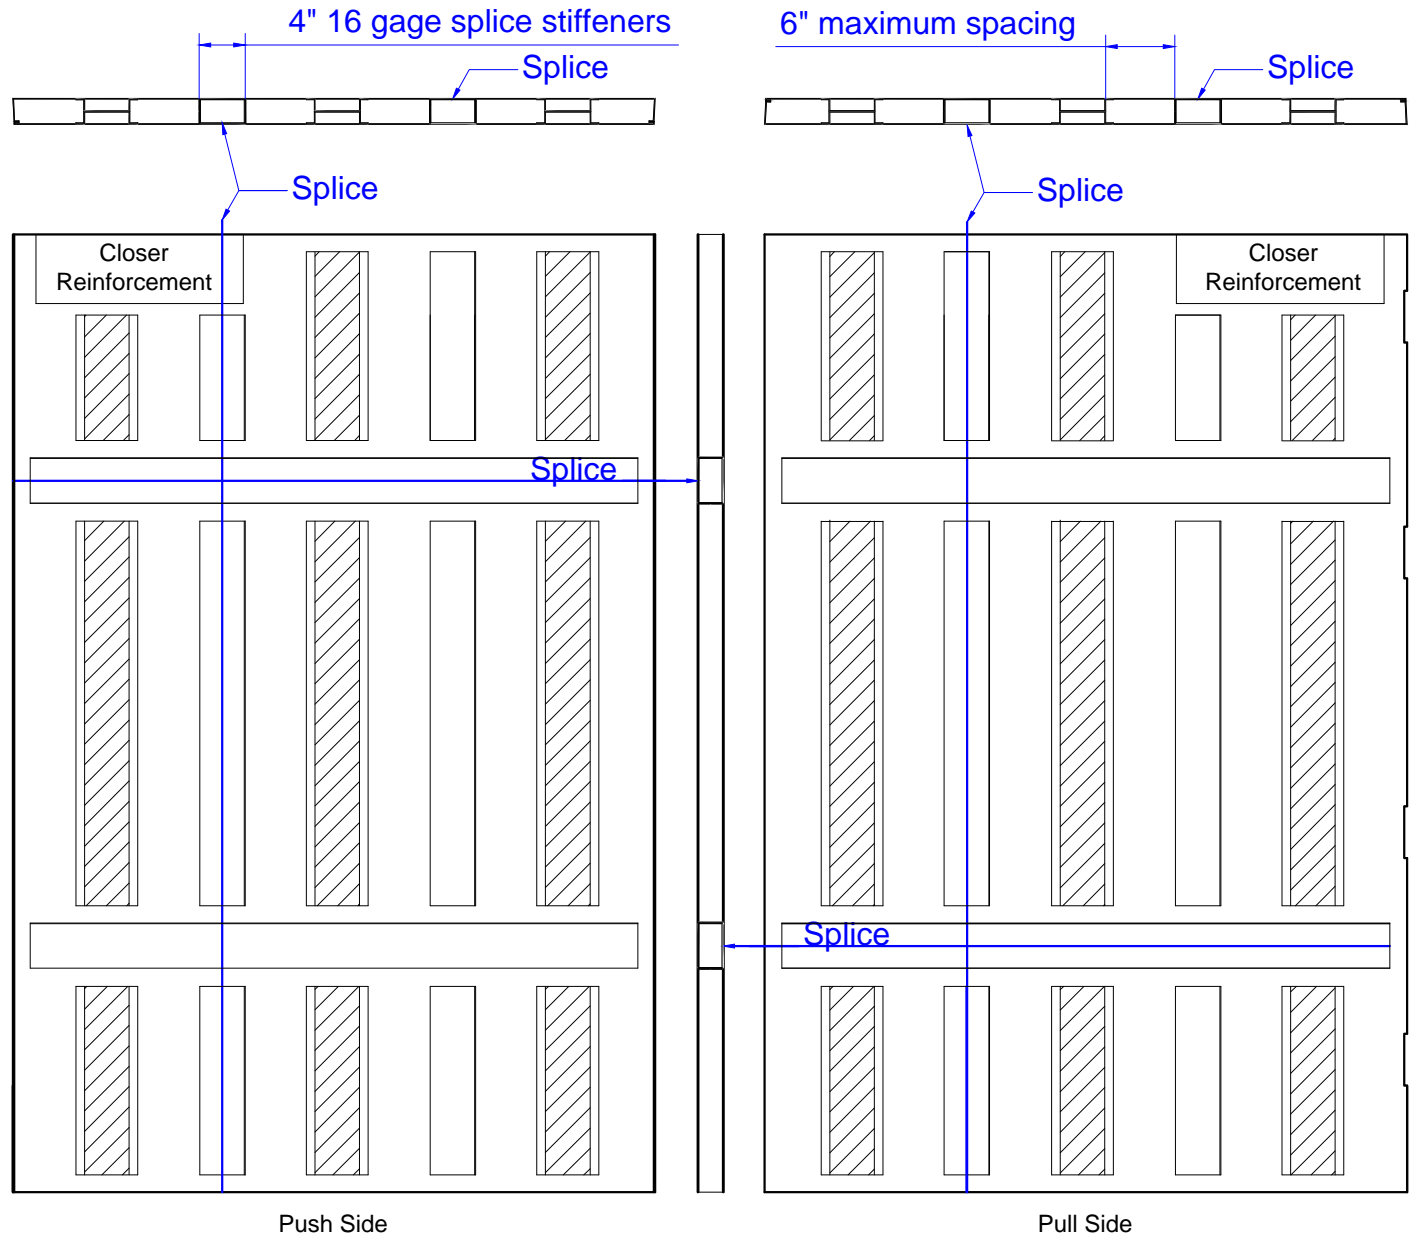 4" 16 gage splice stiffeners
6" maximum spacing
Splice
Splice
Splice
Splice
Closer
Reinforcement
Closer
Reinforcement
Splice
Splice
Push Side
Pull Side